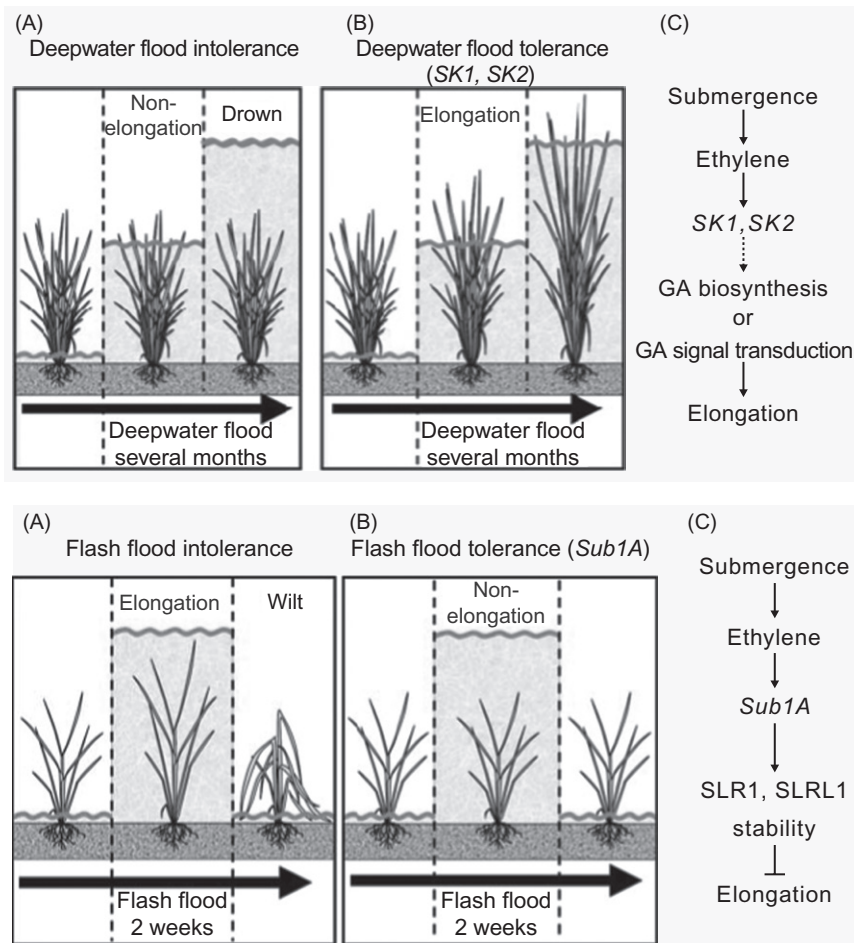 (A)
Deepwater flood intolerance
Non-
elongation
Drown
Deepwater flood
several months
(B)
Deepwater flood tolerance
(SK1, SK2)
Elongation
Deepwater flood
several months
(C)
Submergence
Ethylene
SK1,SK2
GA biosynthesis
or
GA signal transduction
Elongation
(A)
Flash flood intolerance
Elongation
Wilt
Flash flood
2 weeks
(B)
Flash flood tolerance (Sub1A)
Non-
elongation
Flash flood
2 weeks
(C)
Submergence
Ethylene
Sub1A
SLR1, SLRL1
stability
Elongation